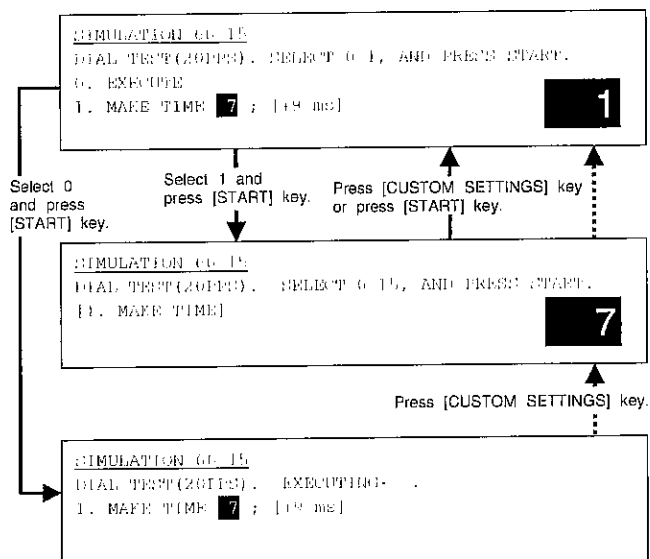 SIMULATION 66-15
DIAL TEST(20PPS). SELECT 0-1, AND PRESS START.
0. EXECUTE
1. MAKE TIME 7 ; [+9 ms]
1
Select 0
and press
[START] key.
Select 1 and
press [START] key.
Press [CUSTOM SETTINGS] key
or press [START] key.
SIMULATION 66-15
DIAL TEST(20PPS). SELECT 0-15, AND PRESS START.
[1. MAKE TIME]
7
Press [CUSTOM SETTINGS] key.
SIMULATION 66-15
DIAL TEST(20PPS). EXECUTING
1. MAKE TIME 7 ; [+9 ms]